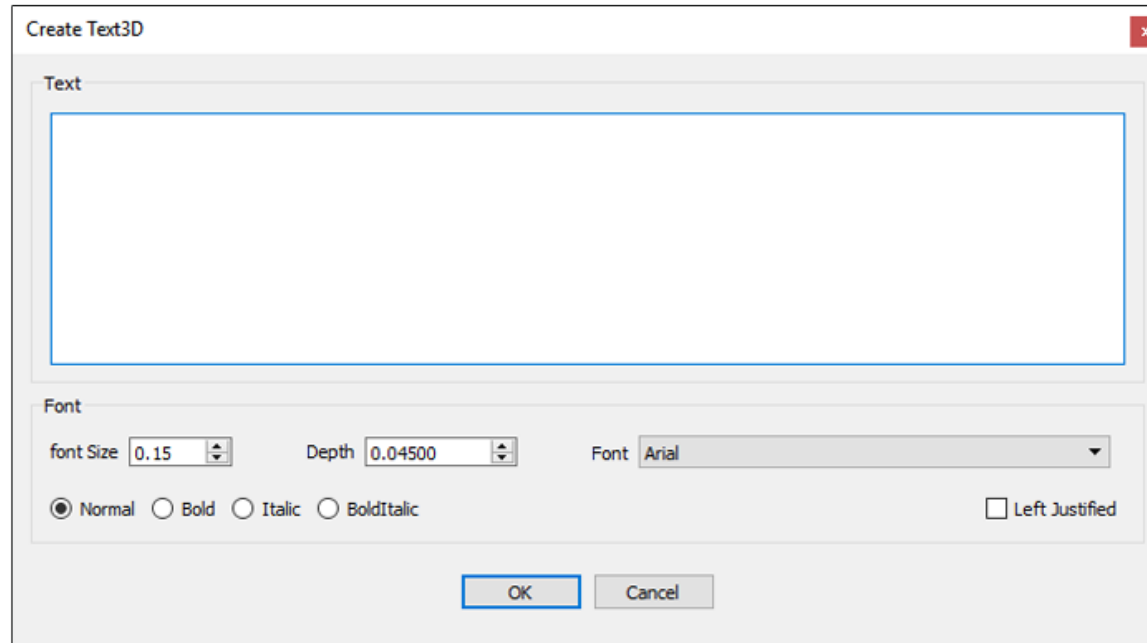 Create Text3D
Text
Font
font Size 0.15 Depth 0.04500 Font Arial
Normal Bold Italic BoldItalic Left Justified
OK Cancel